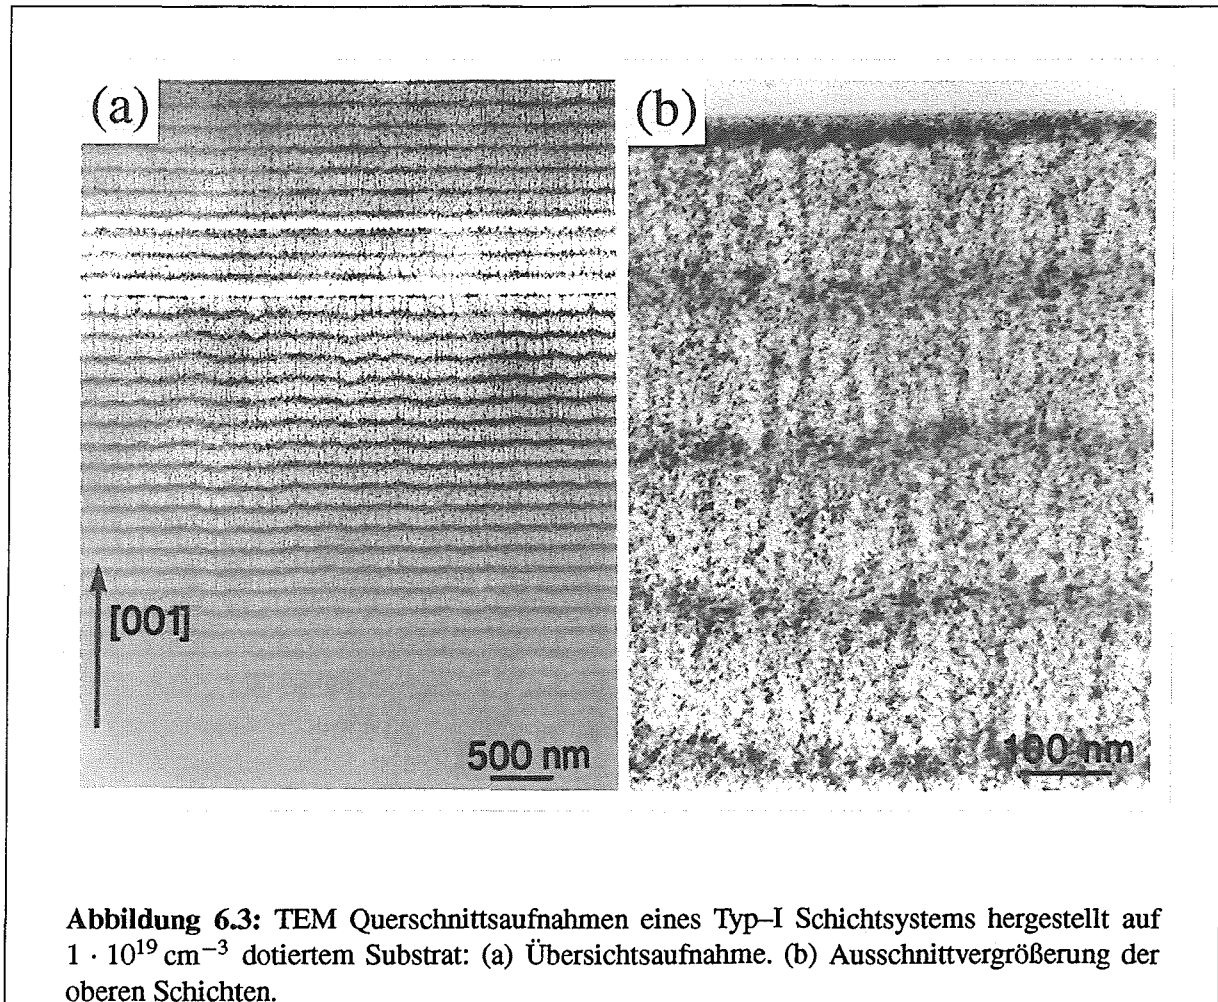 (a)
(b)
[001]
500 nm
100 nm
Abbildung 6.3: TEM Querschnittsaufnahmen eines Typ–I Schichtsystems hergestellt auf
1 · 10¹⁹ cm⁻³ dotiertem Substrat: (a) Übersichtsaufnahme. (b) Ausschnittvergrößerung der
oberen Schichten.